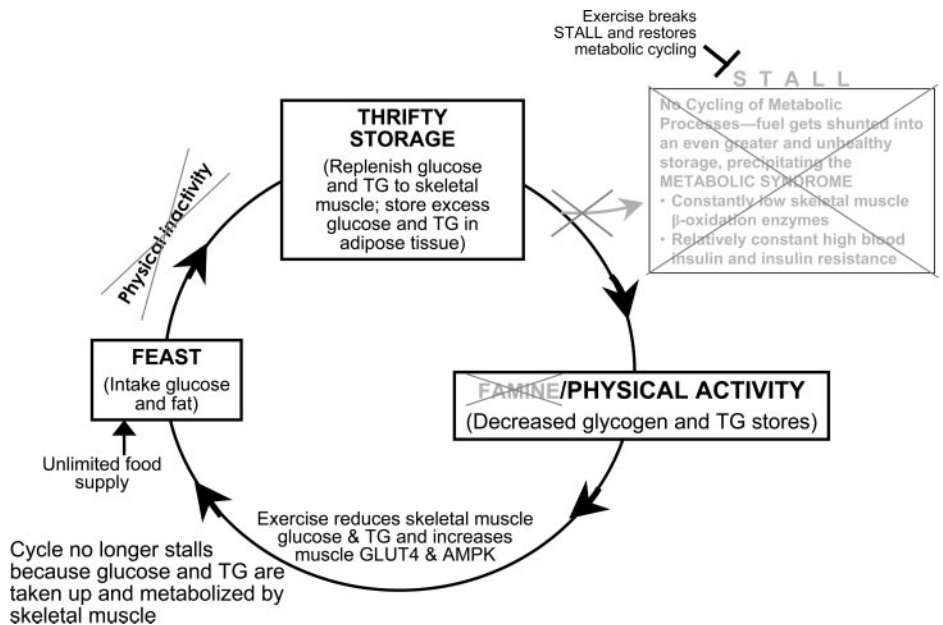 Exercise breaks
STALL and restores
metabolic cycling
S T A L L
No Cycling of Metabolic
Processes—fuel gets shunted into
an even greater and unhealthy
storage, precipitating the
METABOLIC SYNDROME
• Constantly low skeletal muscle
β-oxidation enzymes
• Relatively constant high blood
insulin and insulin resistance
THRIFTY
STORAGE
(Replenish glucose
and TG to skeletal
muscle; store excess
glucose and TG in
adipose tissue)
Physical inactivity
FEAST
(Intake glucose
and fat)
Unlimited food
supply
FAMINE/PHYSICAL ACTIVITY
(Decreased glycogen and TG stores)
Exercise reduces skeletal muscle
glucose & TG and increases
muscle GLUT4 & AMPK
Cycle no longer stalls
because glucose and TG are
taken up and metabolized by
skeletal muscle